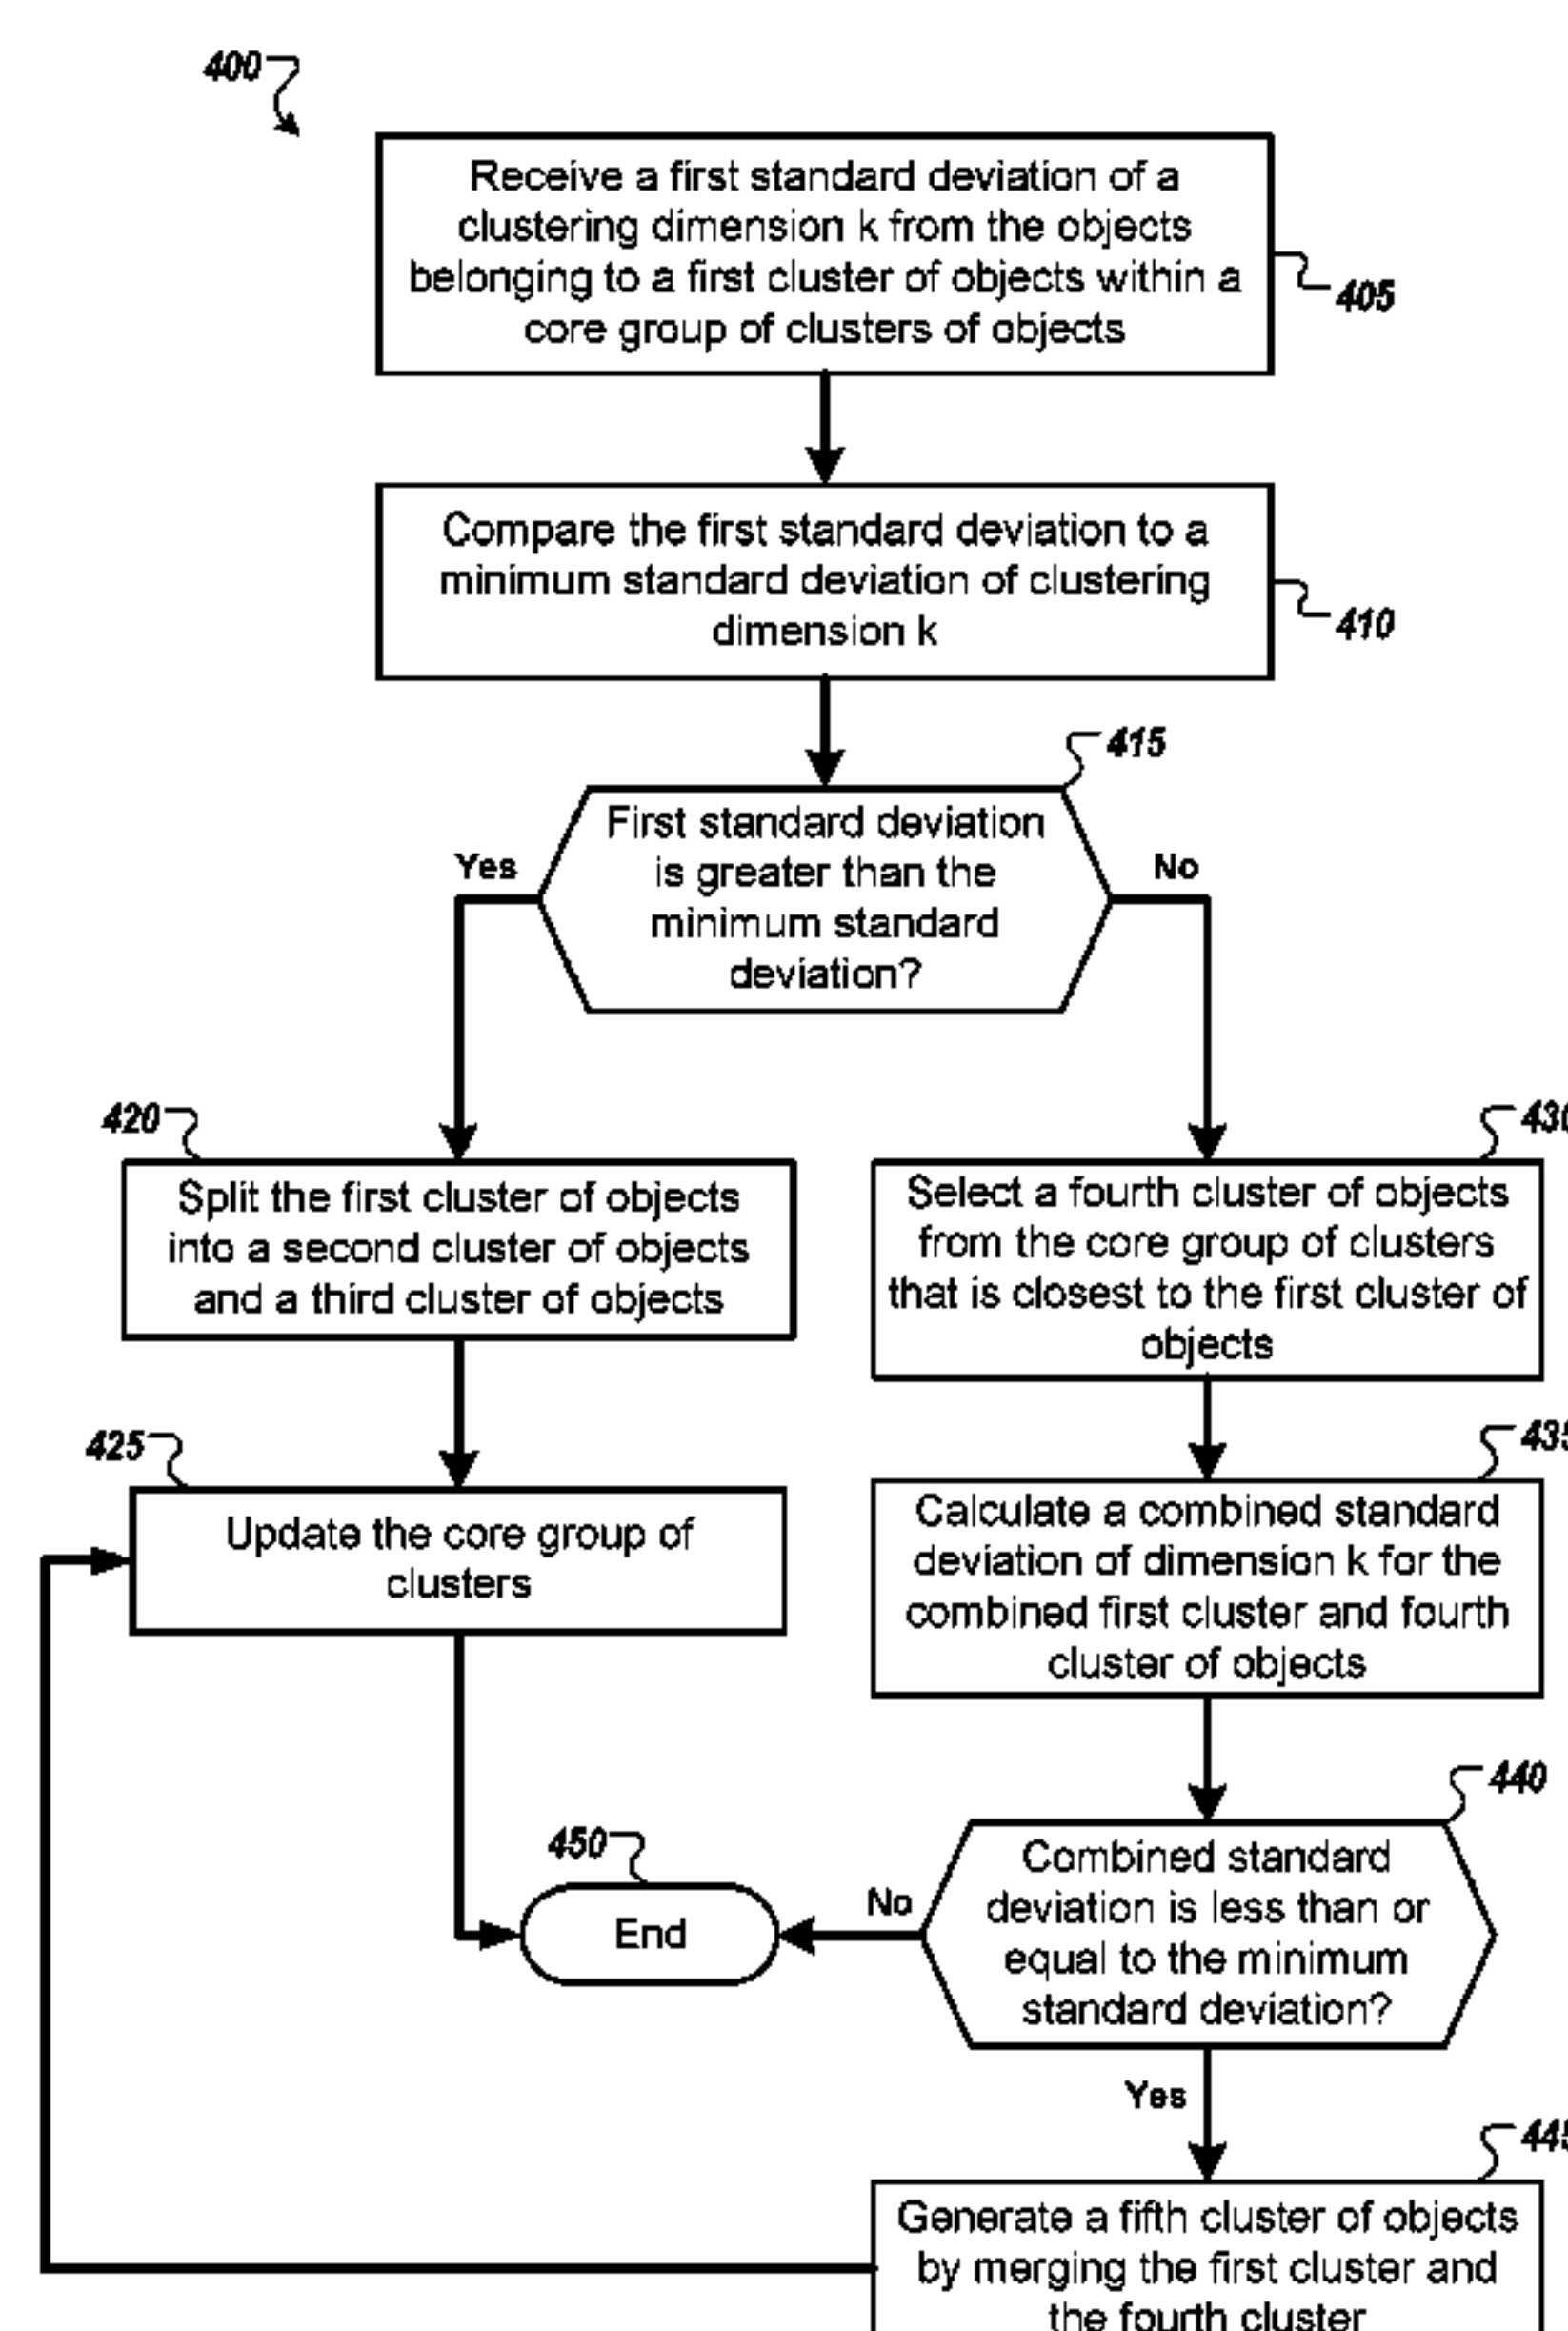 400
Receive a first standard deviation of a
clustering dimension k from the objects
belonging to a first cluster of objects within a
core group of clusters of objects
405
Compare the first standard deviation to a
minimum standard deviation of clustering
dimension k
410
415
First standard deviation
is greater than the
minimum standard
deviation?
Yes
No
420
Split the first cluster of objects
into a second cluster of objects
and a third cluster of objects
430
Select a fourth cluster of objects
from the core group of clusters
that is closest to the first cluster of
objects
425
Update the core group of
clusters
435
Calculate a combined standard
deviation of dimension k for the
combined first cluster and fourth
cluster of objects
440
Combined standard
deviation is less than or
equal to the minimum
standard deviation?
450
End
No
Yes
445
Generate a fifth cluster of objects
by merging the first cluster and
the fourth cluster